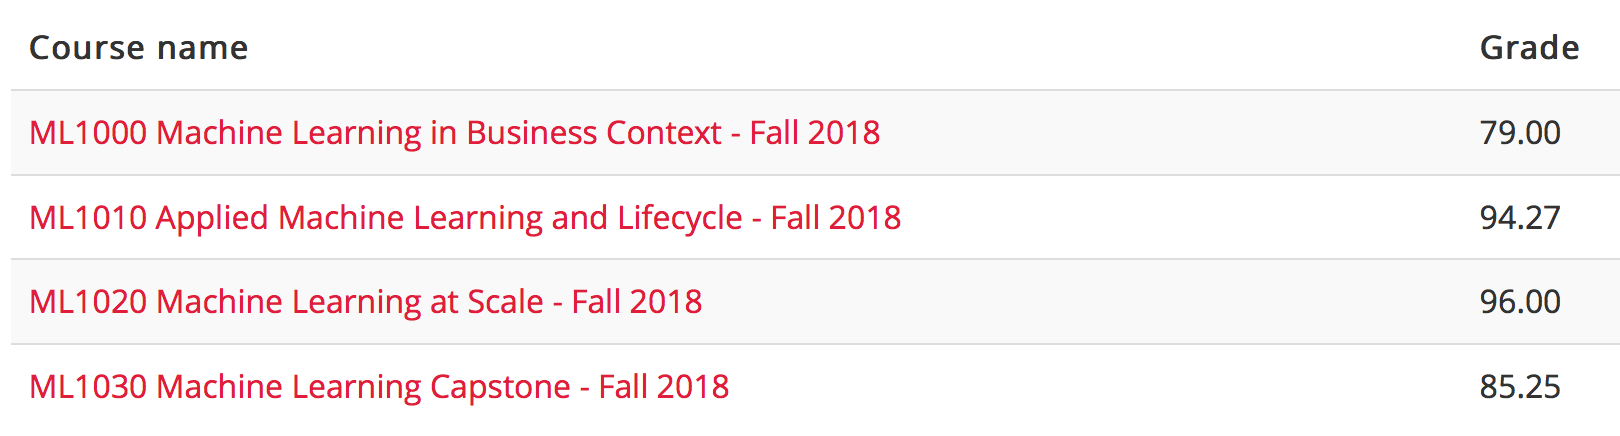 Course name Grade
ML1000 Machine Learning in Business Context - Fall 2018 79.00
ML1010 Applied Machine Learning and Lifecycle - Fall 2018 94.27
ML1020 Machine Learning at Scale - Fall 2018 96.00
ML1030 Machine Learning Capstone - Fall 2018 85.25